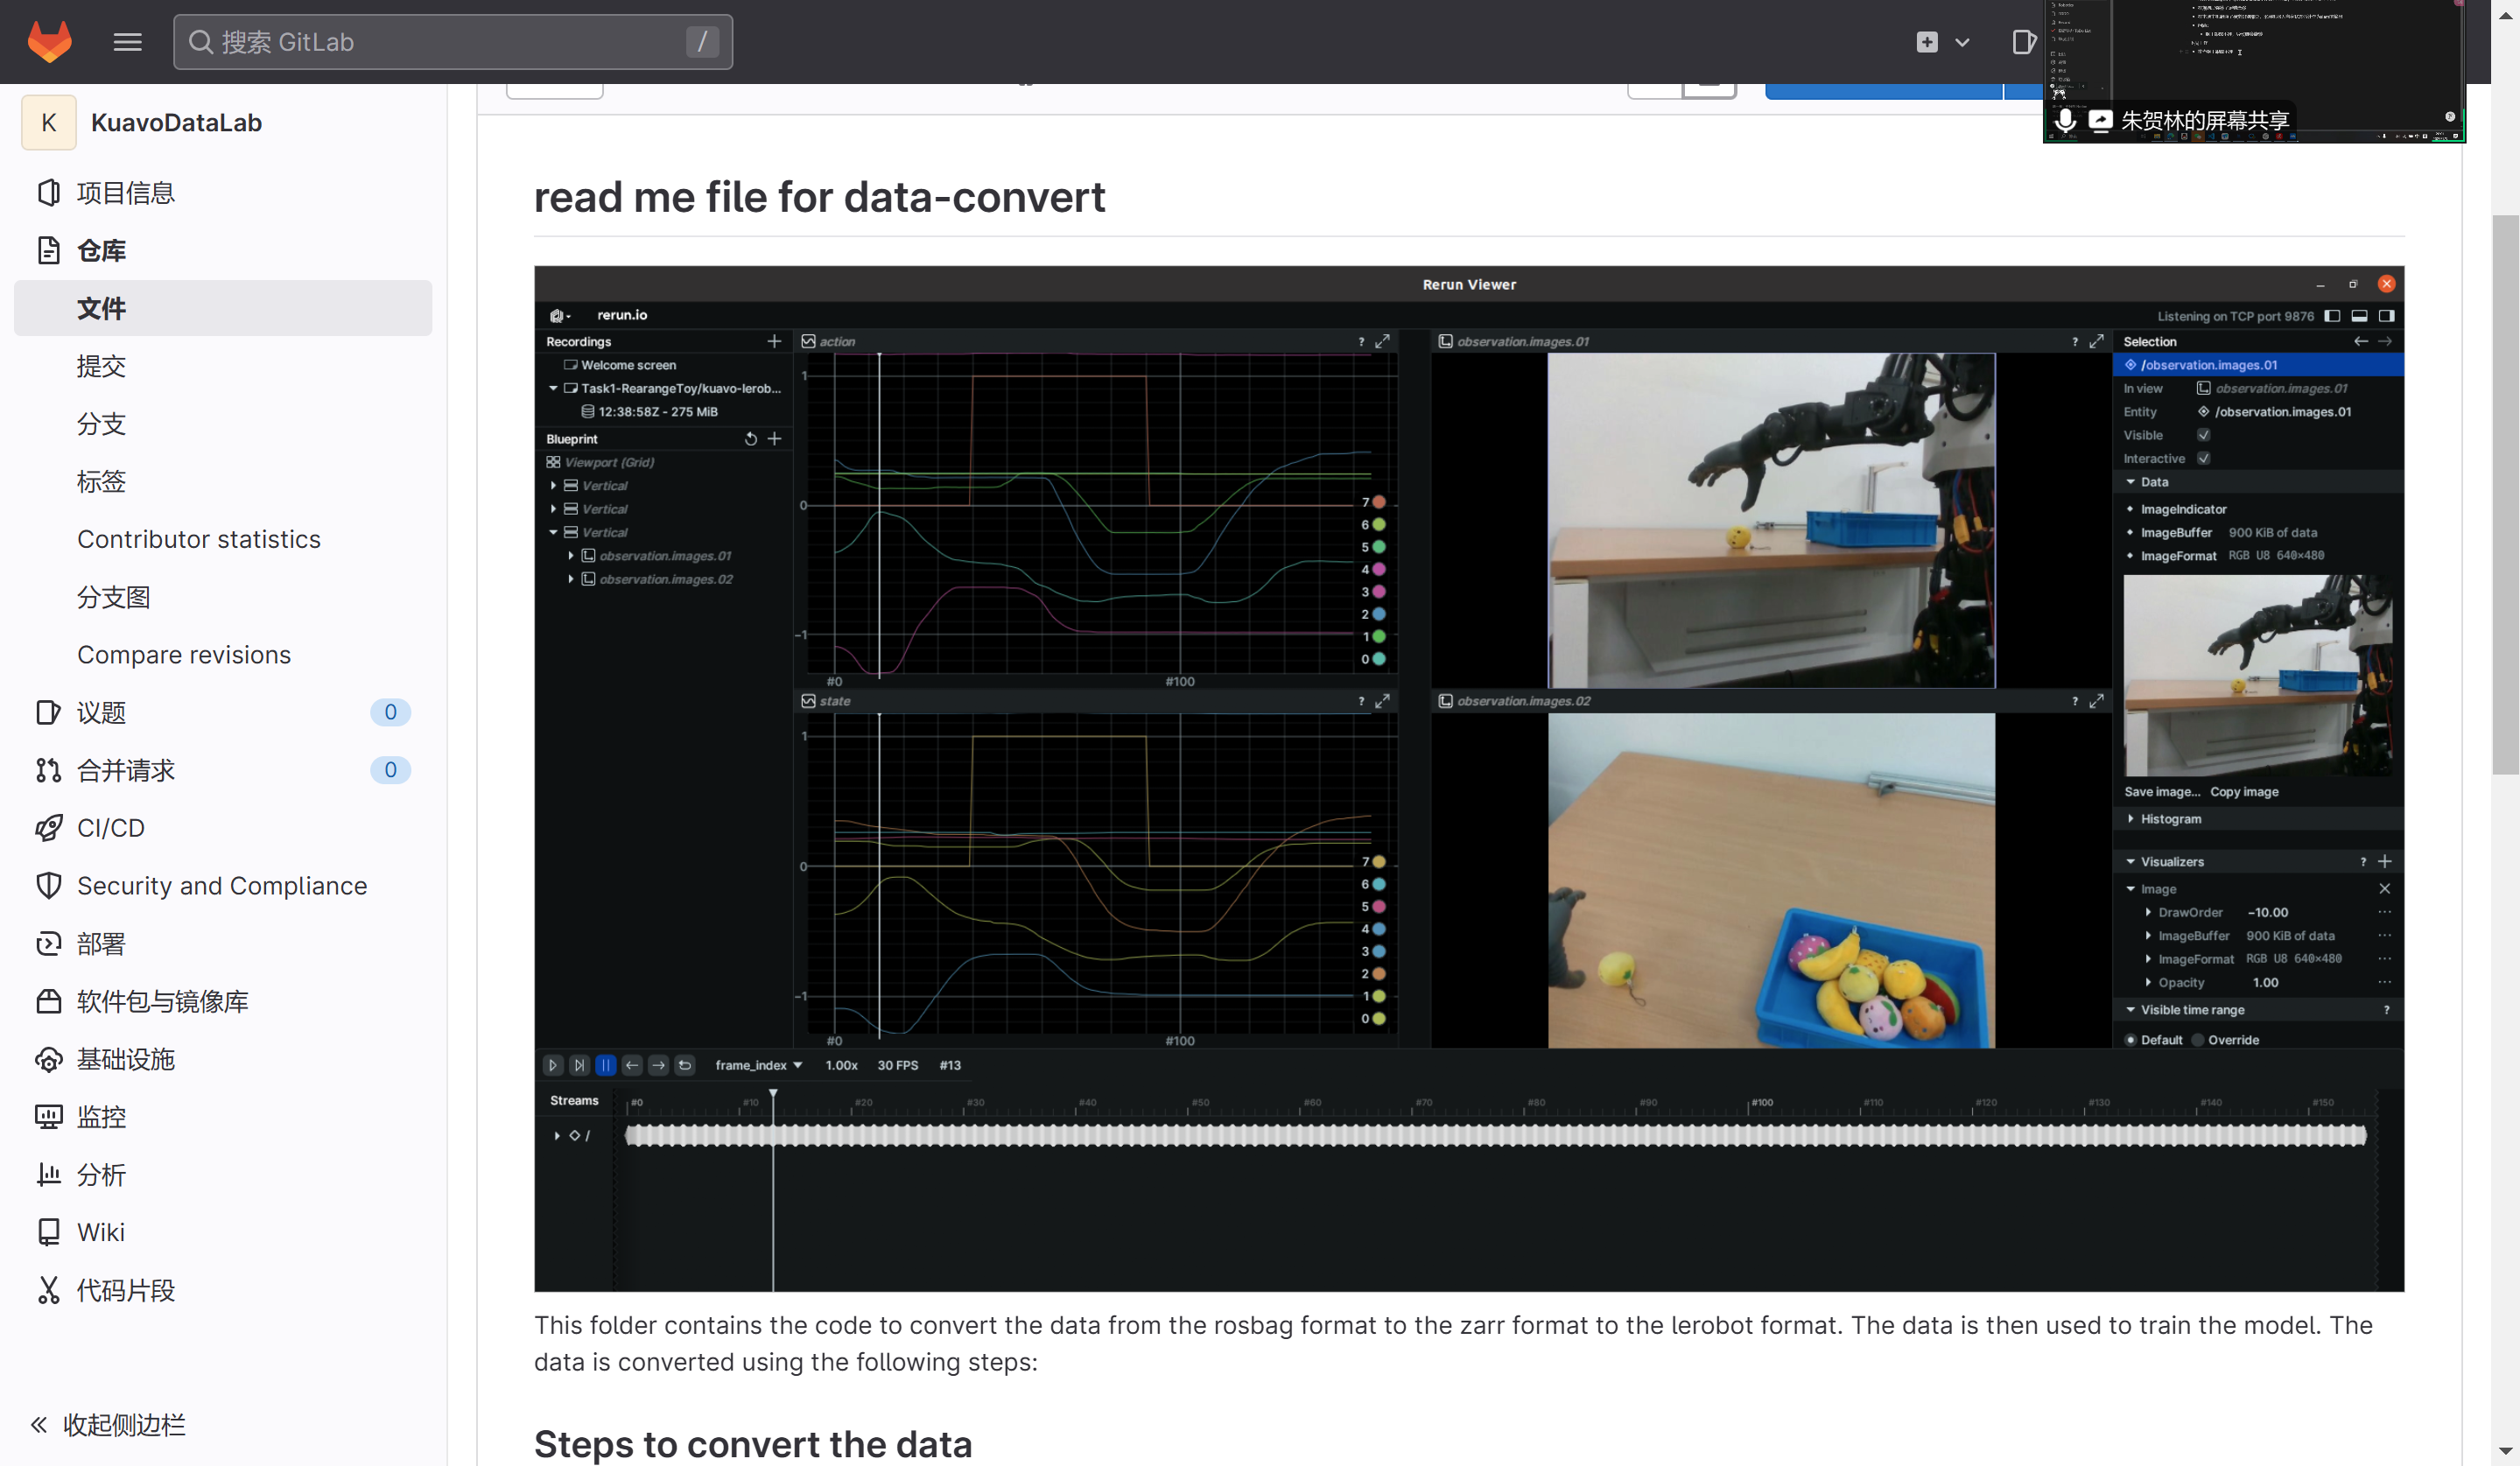 搜索 GitLab
/
朱贺林的屏幕共享
K
KuavoDataLab
项目信息
仓库
文件
提交
分支
标签
Contributor statistics
分支图
Compare revisions
议题
0
合并请求
0
CI/CD
Security and Compliance
部署
软件包与镜像库
基础设施
监控
分析
Wiki
代码片段
收起侧边栏
read me file for data-convert
Rerun Viewer
rerun.io
Listening on TCP port 9876
Recordings
Welcome screen
Task1-RearangeToy/kuavo-lerob...
12:38:58Z - 275 MiB
Blueprint
Viewport (Grid)
Vertical
Vertical
Vertical
observation.images.01
observation.images.02
action
?
1
0
-1
7
6
5
4
3
2
1
0
#0
#100
state
?
1
0
-1
7
6
5
4
3
2
1
0
#0
#100
observation.images.01
?
observation.images.02
?
Selection
/observation.images.01
In view
observation.images.01
Entity
/observation.images.01
Visible
Interactive
Data
ImageIndicator
ImageBuffer 900 KiB of data
ImageFormat RGB U8 640×480
Save image... Copy image
Histogram
Visualizers
?
Image
DrawOrder −10.00
ImageBuffer 900 KiB of data
ImageFormat RGB U8 640×480
Opacity 1.00
Visible time range
?
Default Override
frame_index 1.00x 30 FPS #13
Streams
#0 #10 #20 #30 #40 #50 #60 #70 #80 #90 #100 #110 #120 #130 #140 #150
/
This folder contains the code to convert the data from the rosbag format to the zarr format to the lerobot format. The data is then used to train the model. The
data is converted using the following steps:
Steps to convert the data